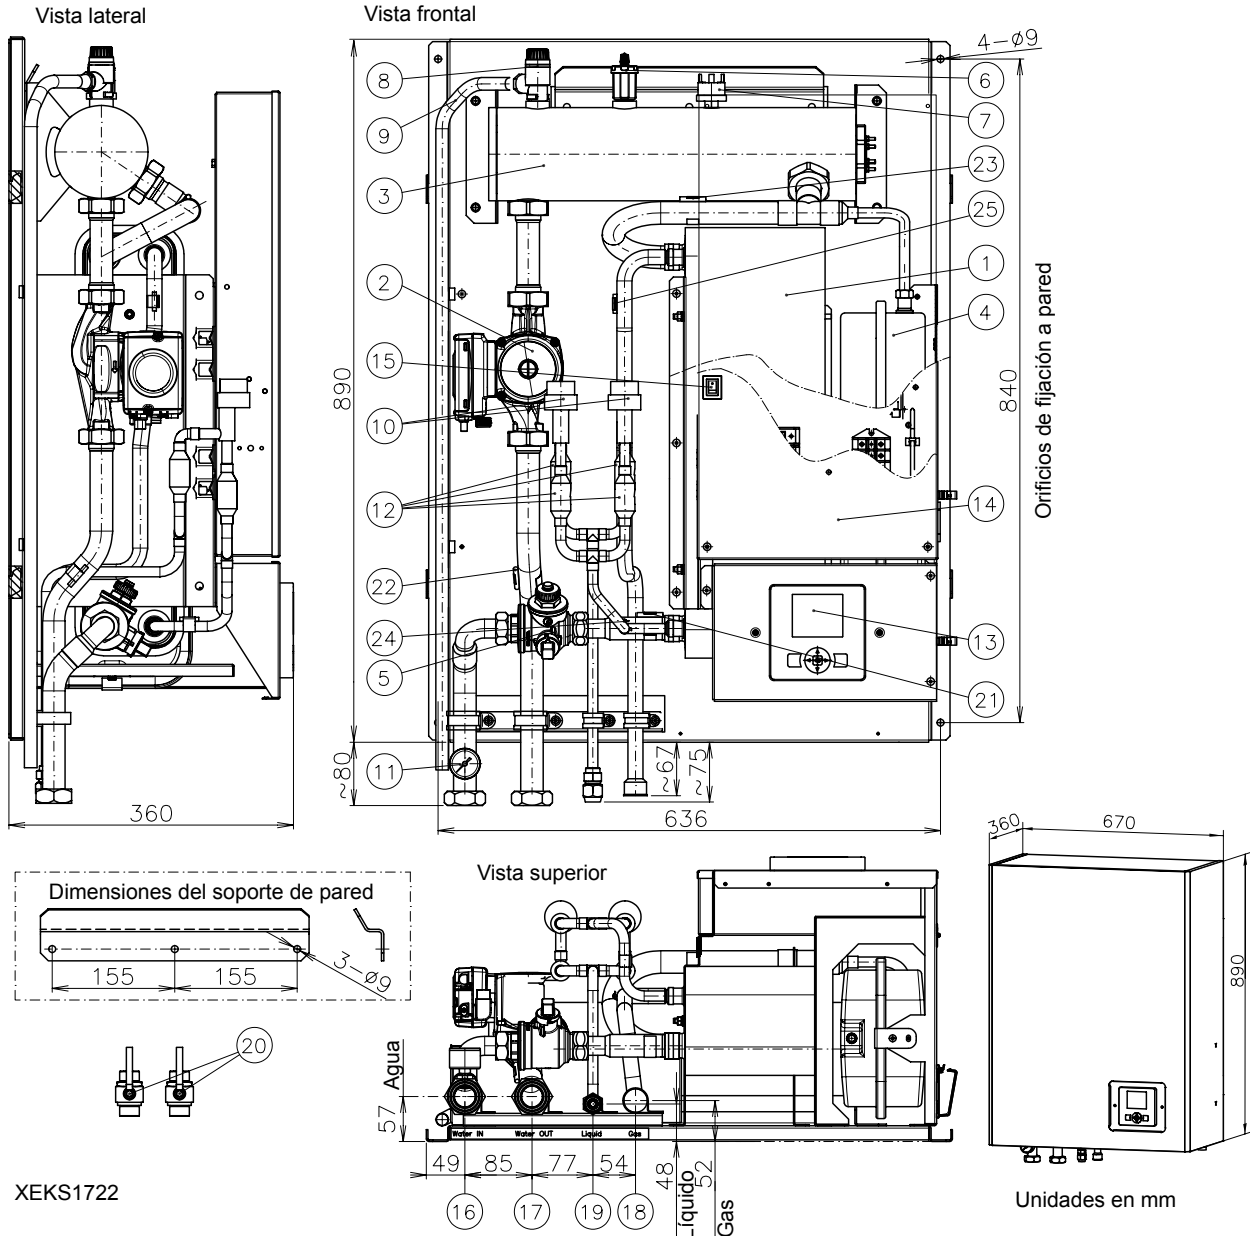 Vista lateral
Vista frontal
4-ø9
8
6
9
7
3
23
25
2
1
4
15
890
840
Orificios de fijación a pared
10
12
14
22
24
13
5
21
11
~80
~67
~75
360
636
Dimensiones del soporte de pared
155
155
3-ø9
Vista superior
360
670
890
20
Agua
57
Water IN
Water OUT
Liquid
Gas
49
85
77
54
48
52
Líquido
Gas
16
17
19
18
XEKS1722
Unidades en mm